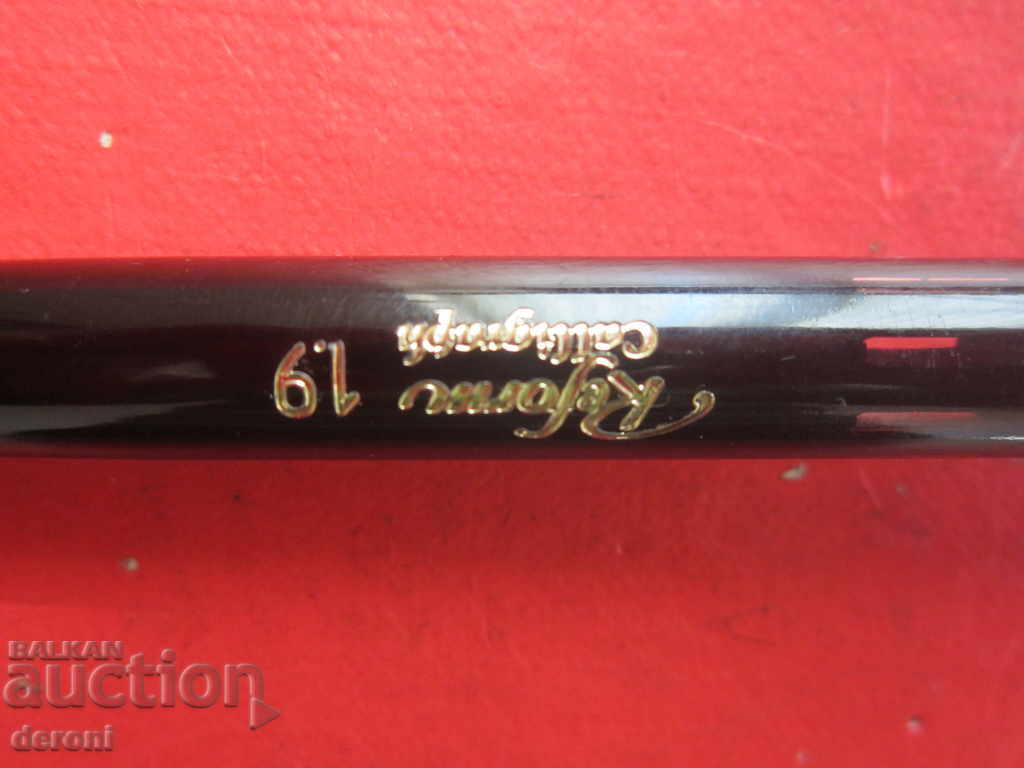 Reform
Calligraph
1.9
BALKAN
auction
deroni